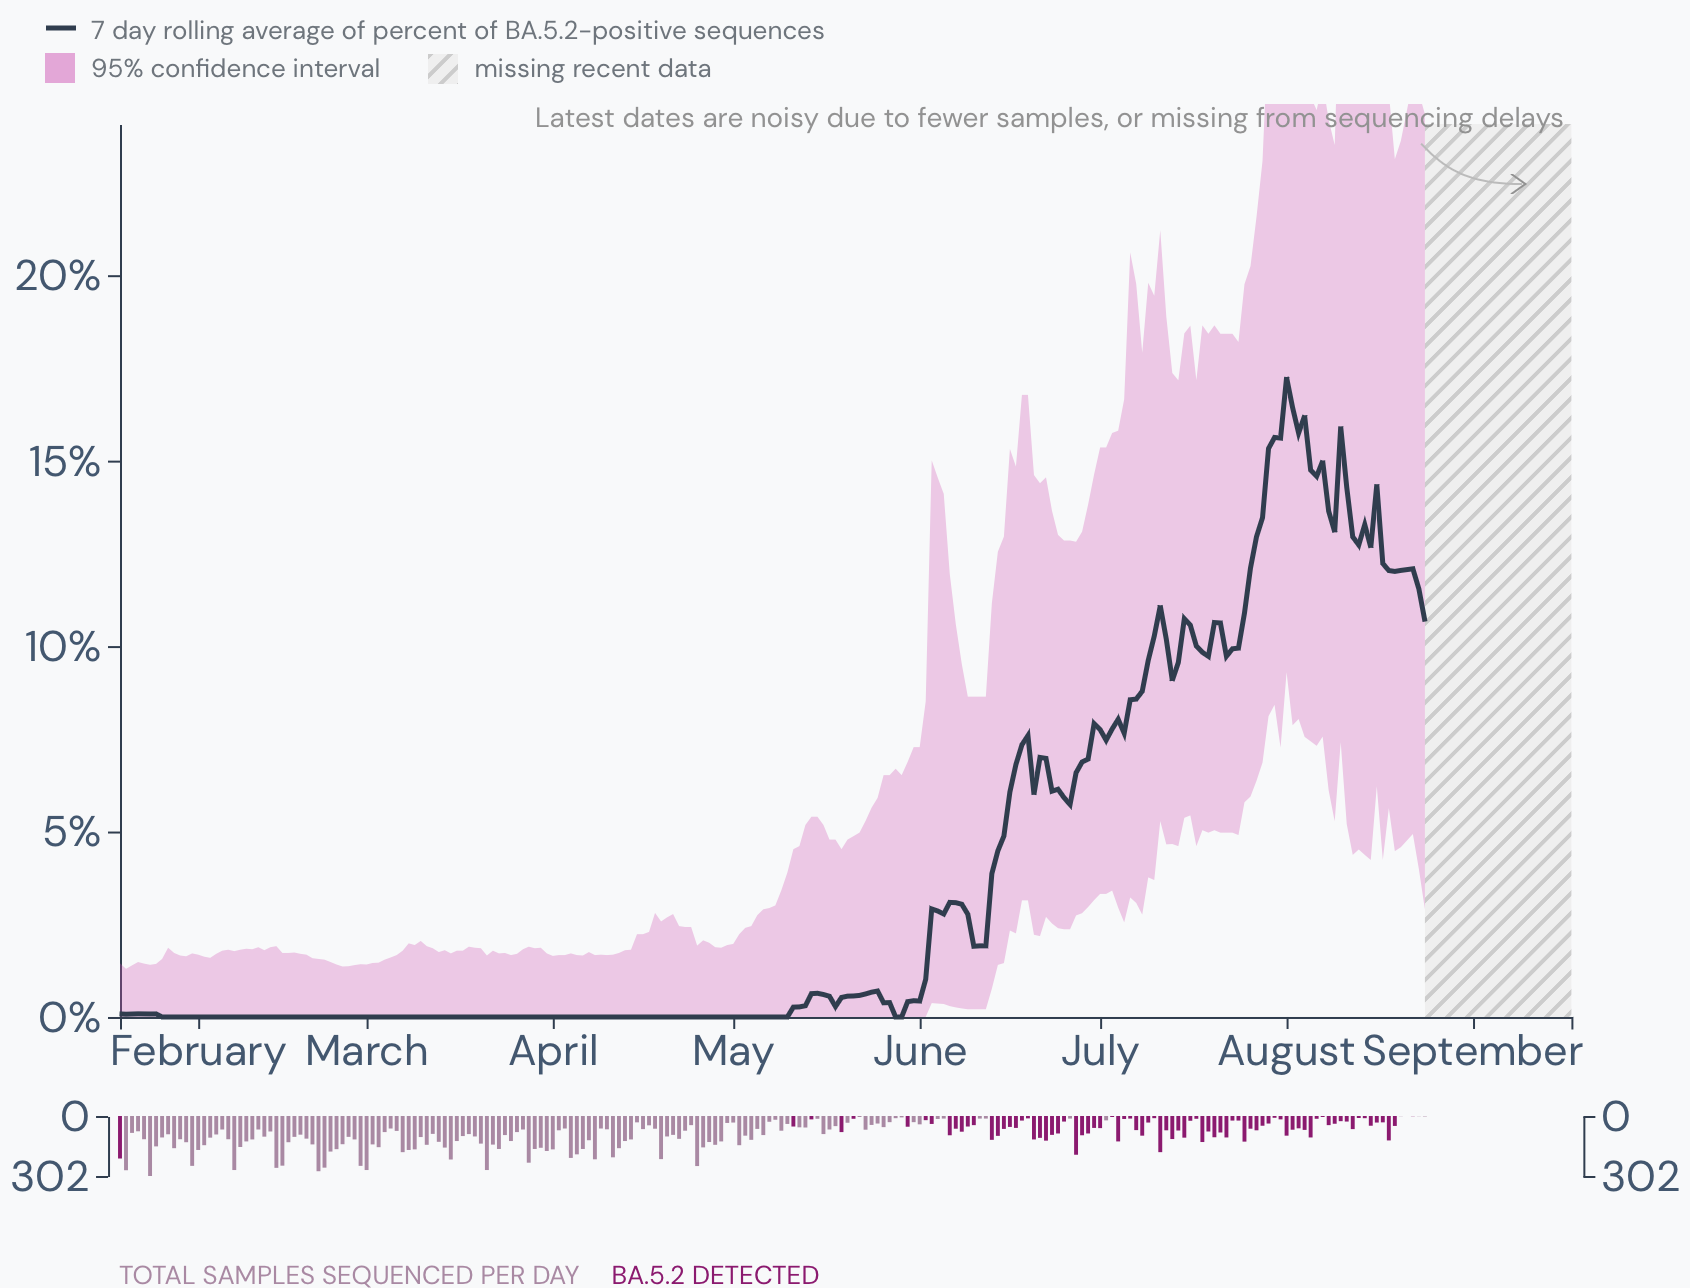 7 day rolling average of percent of BA.5.2-positive sequences
95% confidence interval missing recent data
Latest dates are noisy due to fewer samples, or missing from sequencing delays
20%
15%
10%
5%
0%
February March April May June July August September
0 0
302 302
TOTAL SAMPLES SEQUENCED PER DAY BA.5.2 DETECTED